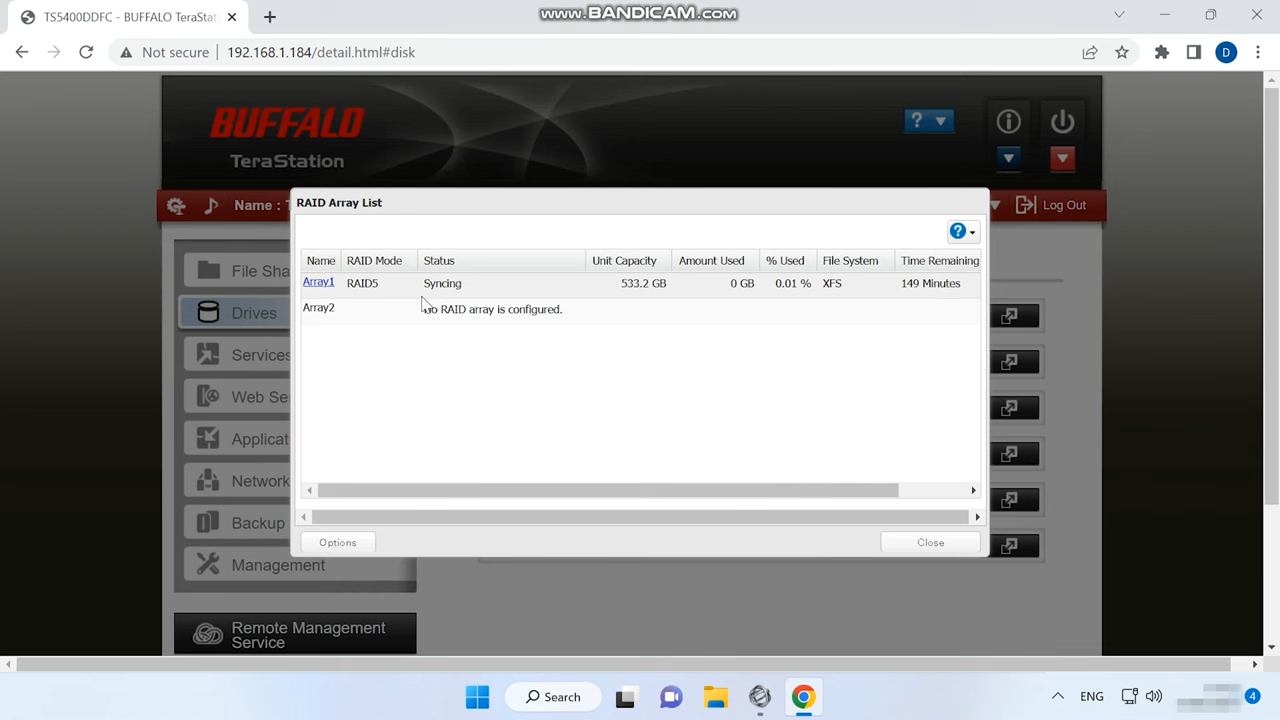 TS5400DDFC - BUFFALO TeraStat
www.BANDICAM.com
Not secure
192.168.1.184/detail.html#disk
D
BUFFALO
TeraStation
?
Name :
Log Out
RAID Array List
?
Name RAID Mode Status Unit Capacity Amount Used % Used File System Time Remaining
Array1 RAID5 Syncing 533.2 GB 0 GB 0.01 % XFS 149 Minutes
Array2 No RAID array is configured.
Options Close
File Sha
Drives
Services
Web Se
Applicat
Network
Backup
Management
Remote Management
Service
Search
ENG
4